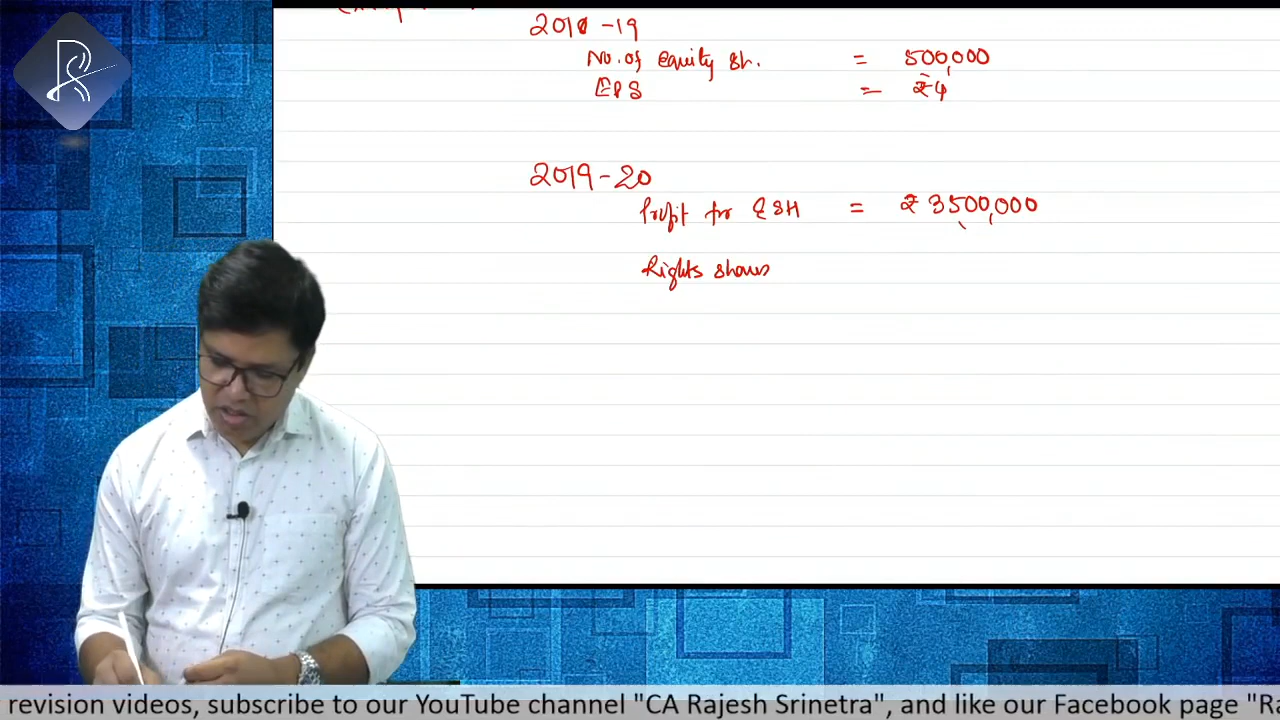 2018-19
No. of equity sh. = 500,000
EPS = ₹4
2019-20
Profit for ESH = ₹3500,000
Rights shares
revision videos, subscribe to our YouTube channel "CA Rajesh Srinetra", and like our Facebook page "Ra